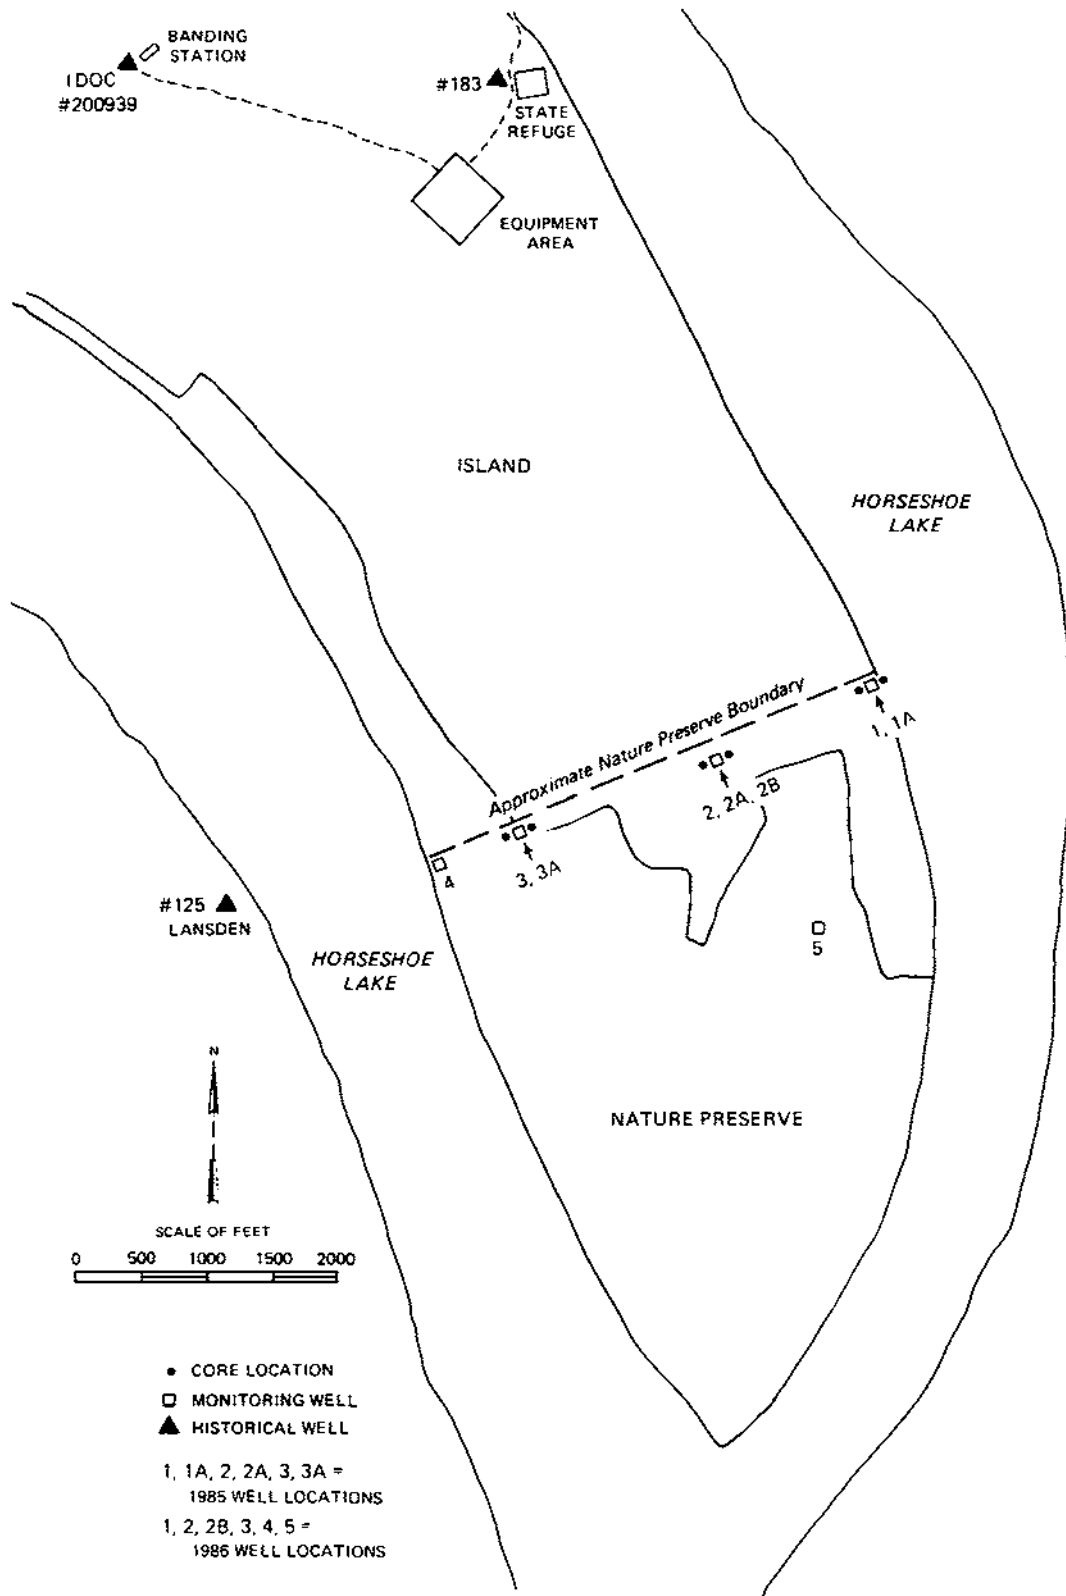 BANDING
STATION
IDOC
#200939
#183
STATE
REFUGE
EQUIPMENT
AREA
ISLAND
HORSESHOE
LAKE
Approximate Nature Preserve Boundary
1, 1A
2, 2A, 2B
3, 3A
4
#125
LANSDEN
5
HORSESHOE
LAKE
N
NATURE PRESERVE
SCALE OF FEET
0 500 1000 1500 2000
CORE LOCATION
MONITORING WELL
HISTORICAL WELL
1, 1A, 2, 2A, 3, 3A =
1985 WELL LOCATIONS
1, 2, 2B, 3, 4, 5 =
1986 WELL LOCATIONS